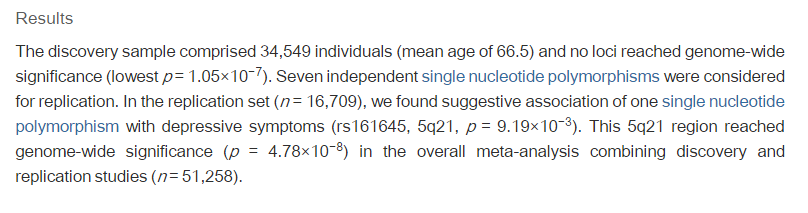 Results
The discovery sample comprised 34,549 individuals (mean age of 66.5) and no loci reached genome-wide
significance (lowest p= 1.05×10⁻⁷). Seven independent single nucleotide polymorphisms were considered
for replication. In the replication set (n= 16,709), we found suggestive association of one single nucleotide
polymorphism with depressive symptoms (rs161645, 5q21, p = 9.19×10⁻³). This 5q21 region reached
genome-wide significance (p = 4.78×10⁻⁸) in the overall meta-analysis combining discovery and
replication studies (n= 51,258).